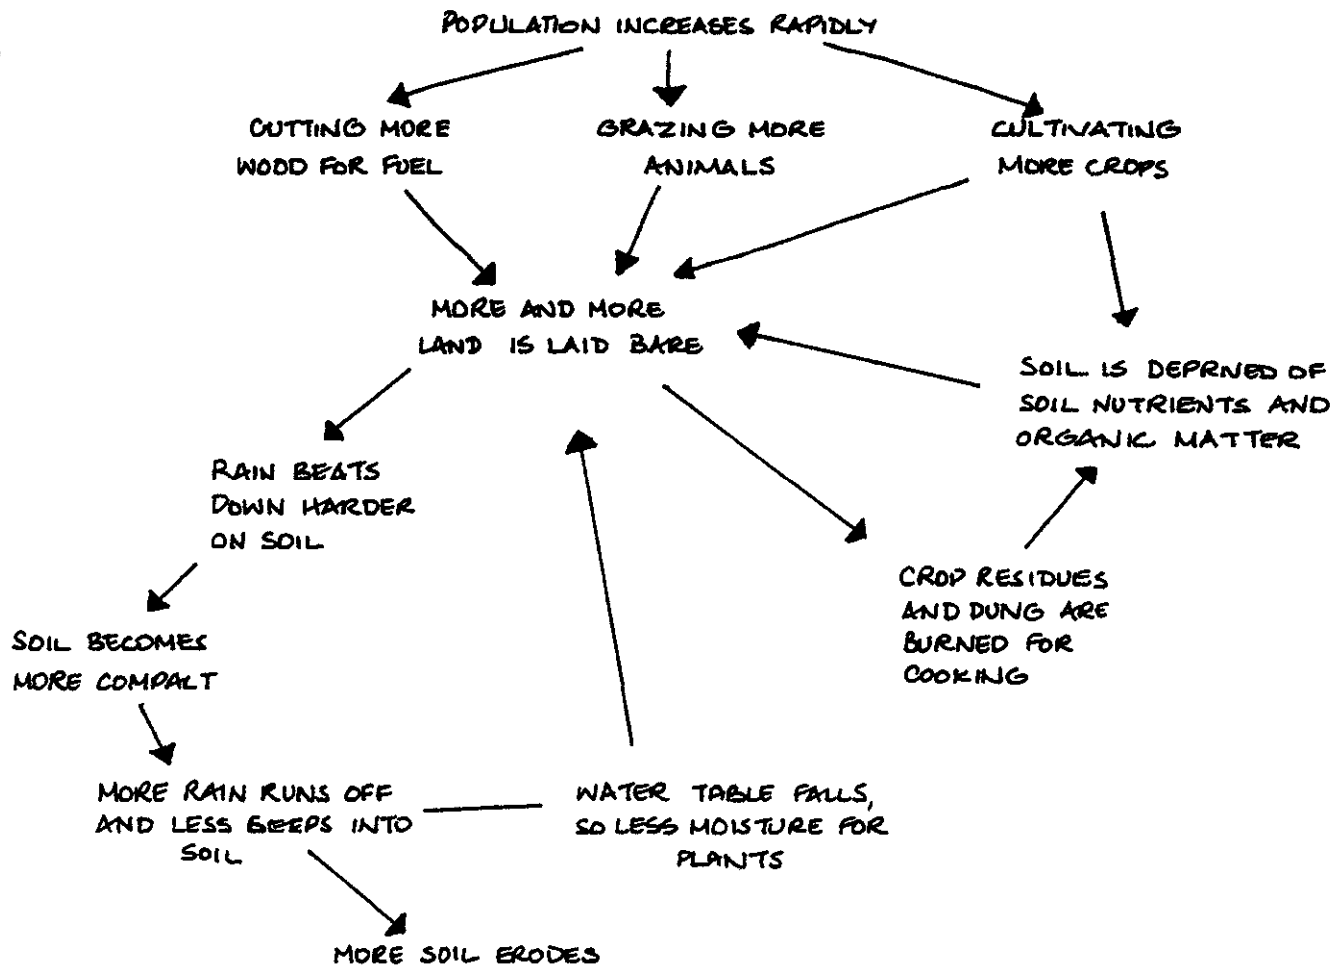 POPULATION INCREASES RAPIDLY
CUTTING MORE
WOOD FOR FUEL
GRAZING MORE
ANIMALS
CULTIVATING
MORE CROPS
MORE AND MORE
LAND IS LAID BARE
SOIL IS DEPRIVED OF
SOIL NUTRIENTS AND
ORGANIC MATTER
RAIN BEATS
DOWN HARDER
ON SOIL
CROP RESIDUES
AND DUNG ARE
BURNED FOR
COOKING
SOIL BECOMES
MORE COMPACT
MORE RAIN RUNS OFF
AND LESS SEEPS INTO
SOIL
WATER TABLE FALLS,
SO LESS MOISTURE FOR
PLANTS
MORE SOIL ERODES